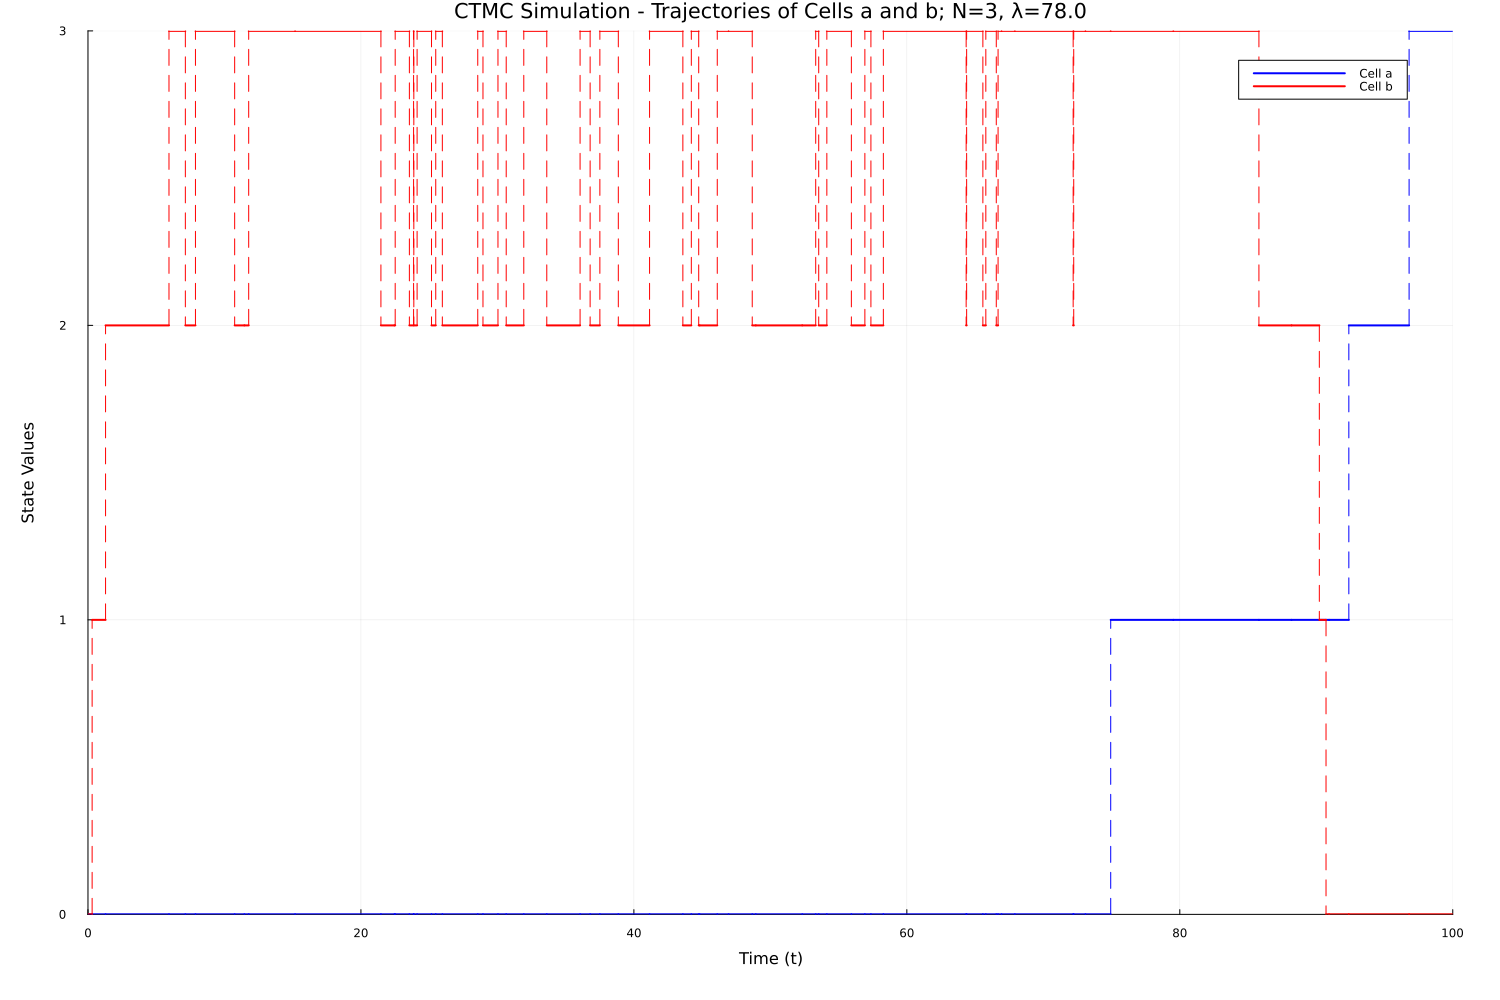 CTMC Simulation - Trajectories of Cells a and b; N=3, λ=78.0
3
Cell a
Cell b
2
State Values
1
0
0 20 40 60 80 100
Time (t)